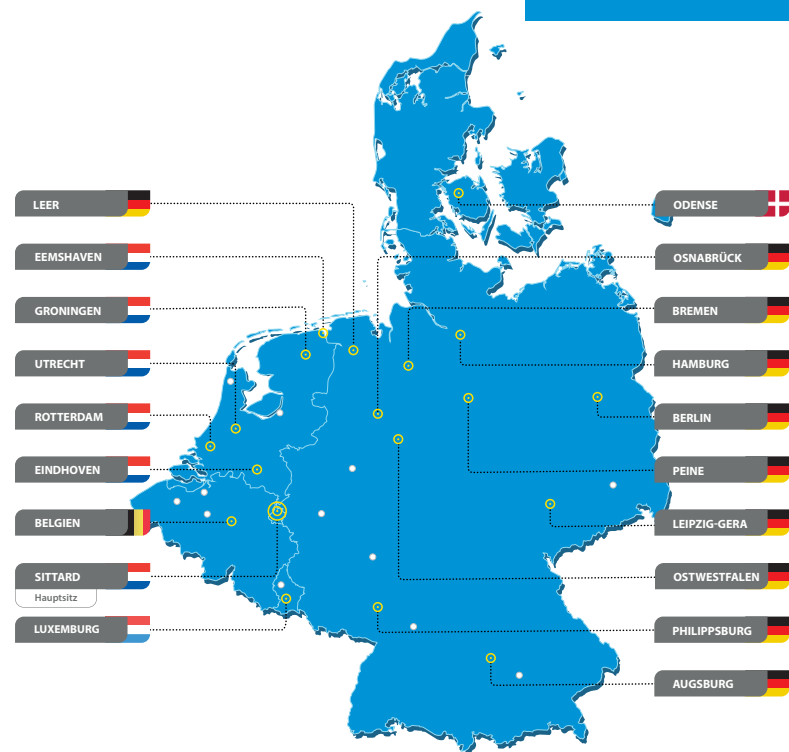 LEER
EEMSHAVEN
GRONINGEN
UTRECHT
ROTTERDAM
EINDHOVEN
BELGIEN
SITTARD
Hauptsitz
LUXEMBURG
ODENSE
OSNABRÜCK
BREMEN
HAMBURG
BERLIN
PEINE
LEIPZIG-GERA
OSTWESTFALEN
PHILIPPSBURG
AUGSBURG